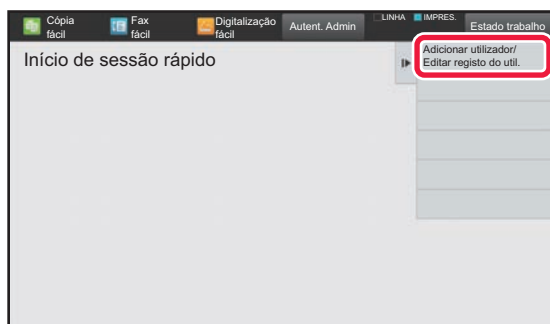 Cópia
fácil
Fax
fácil
Digitalização
fácil
Autent. Admin
LINHA
IMPRES.
Estado trabalho
Início de sessão rápido
Adicionar utilizador/
Editar registo do util.